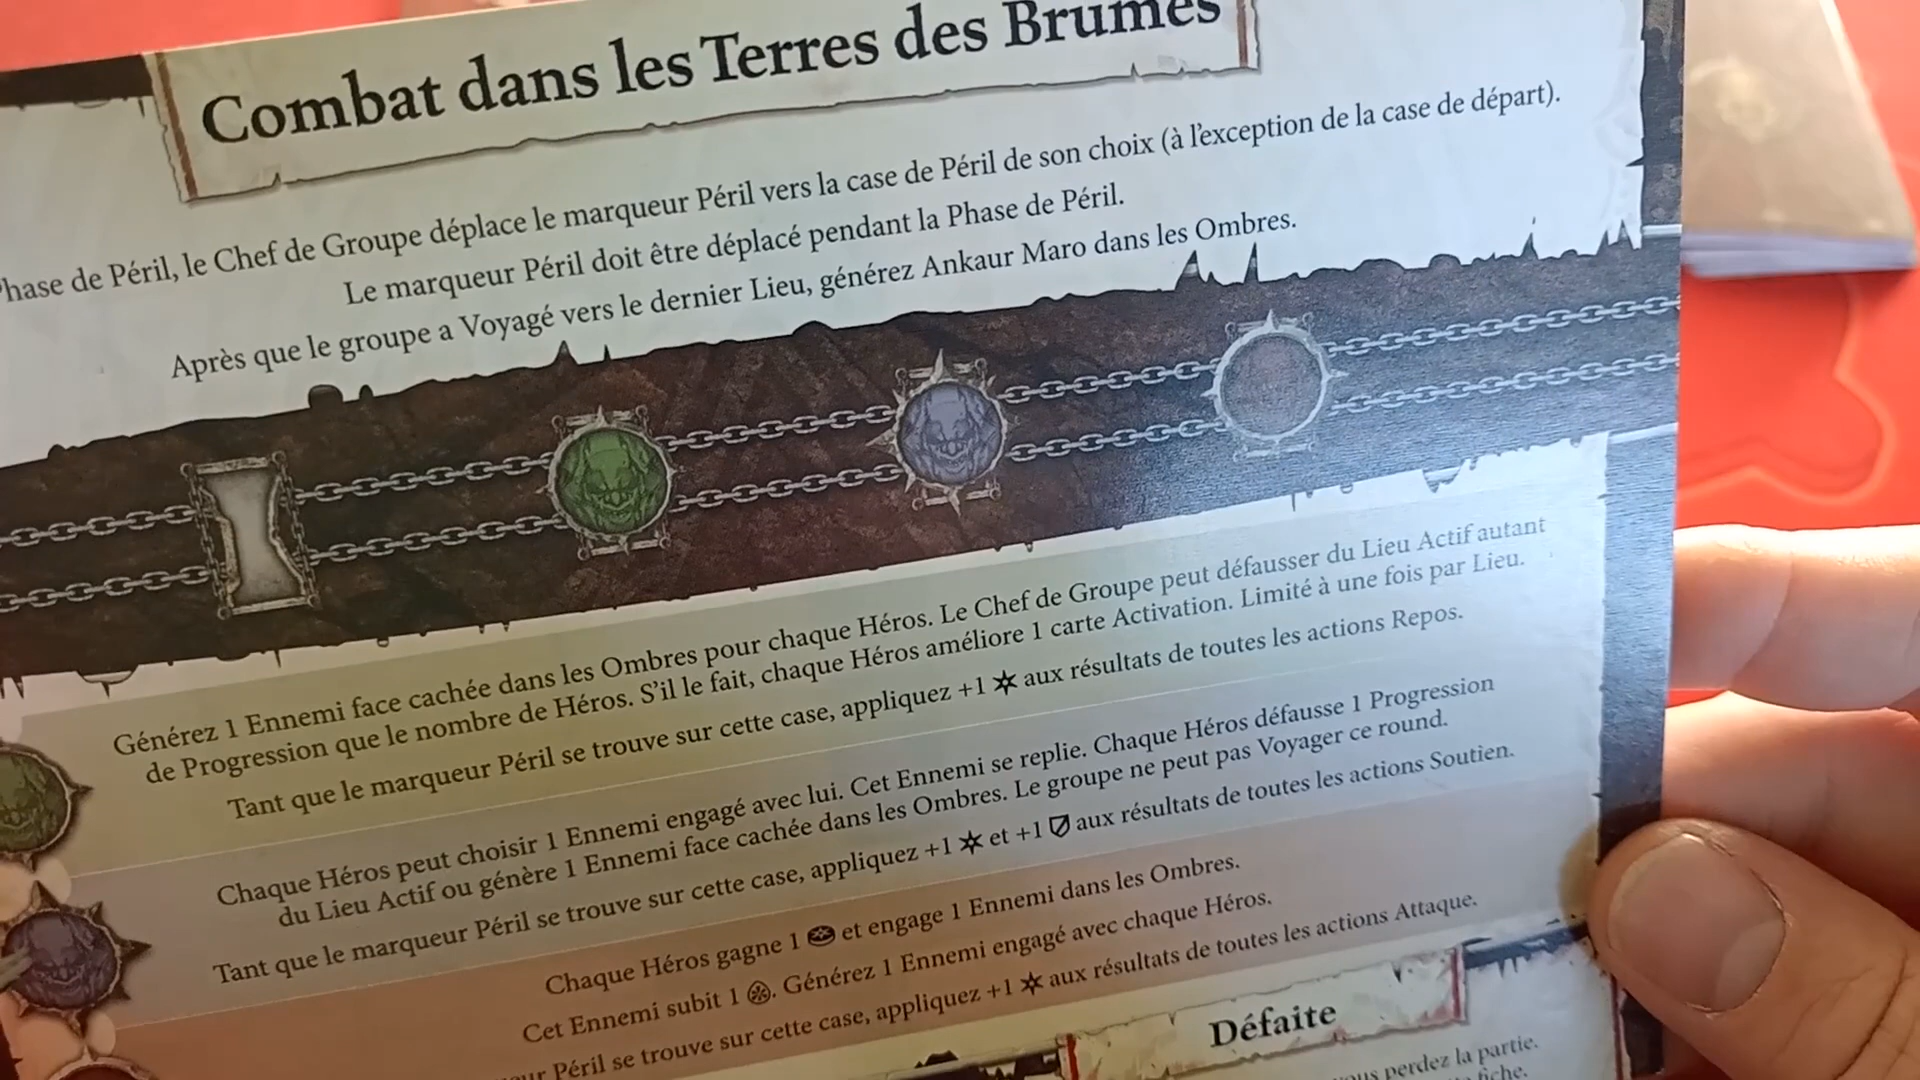 Combat dans les Terres des Brumes
Phase de Péril, le Chef de Groupe déplace le marqueur Péril vers la case de Péril de son choix (à l'exception de la case de départ).
Le marqueur Péril doit être déplacé pendant la Phase de Péril.
Après que le groupe a Voyagé vers le dernier Lieu, générez Ankaur Maro dans les Ombres.
Générez 1 Ennemi face cachée dans les Ombres pour chaque Héros. Le Chef de Groupe peut défausser du Lieu Actif autant
de Progression que le nombre de Héros. S'il le fait, chaque Héros améliore 1 carte Activation. Limité à une fois par Lieu.
Tant que le marqueur Péril se trouve sur cette case, appliquez +1 aux résultats de toutes les actions Repos.
Chaque Héros peut choisir 1 Ennemi engagé avec lui. Cet Ennemi se replie. Chaque Héros défausse 1 Progression
du Lieu Actif ou génère 1 Ennemi face cachée dans les Ombres. Le groupe ne peut pas Voyager ce round.
Tant que le marqueur Péril se trouve sur cette case, appliquez +1 et +1 aux résultats de toutes les actions Soutien.
Chaque Héros gagne 1 et engage 1 Ennemi dans les Ombres.
Cet Ennemi subit 1 . Générez 1 Ennemi engagé avec chaque Héros.
Péril se trouve sur cette case, appliquez +1 aux résultats de toutes les actions Attaque.
Défaite
perdez la partie.
fiche.